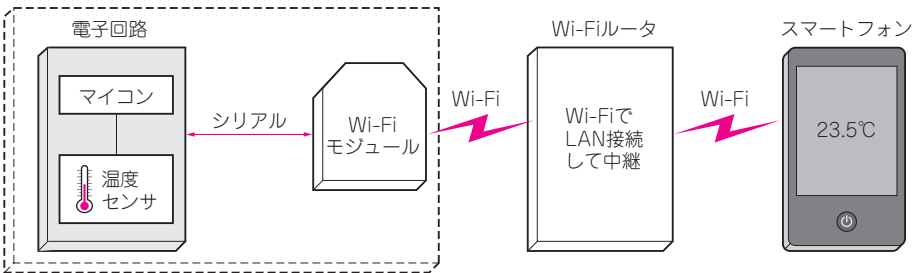 電子回路
マイコン
温度
センサ
シリアル
Wi-Fi
モジュール
Wi-Fi
Wi-Fiルータ
Wi-Fiで
LAN接続
して中継
Wi-Fi
スマートフォン
23.5℃